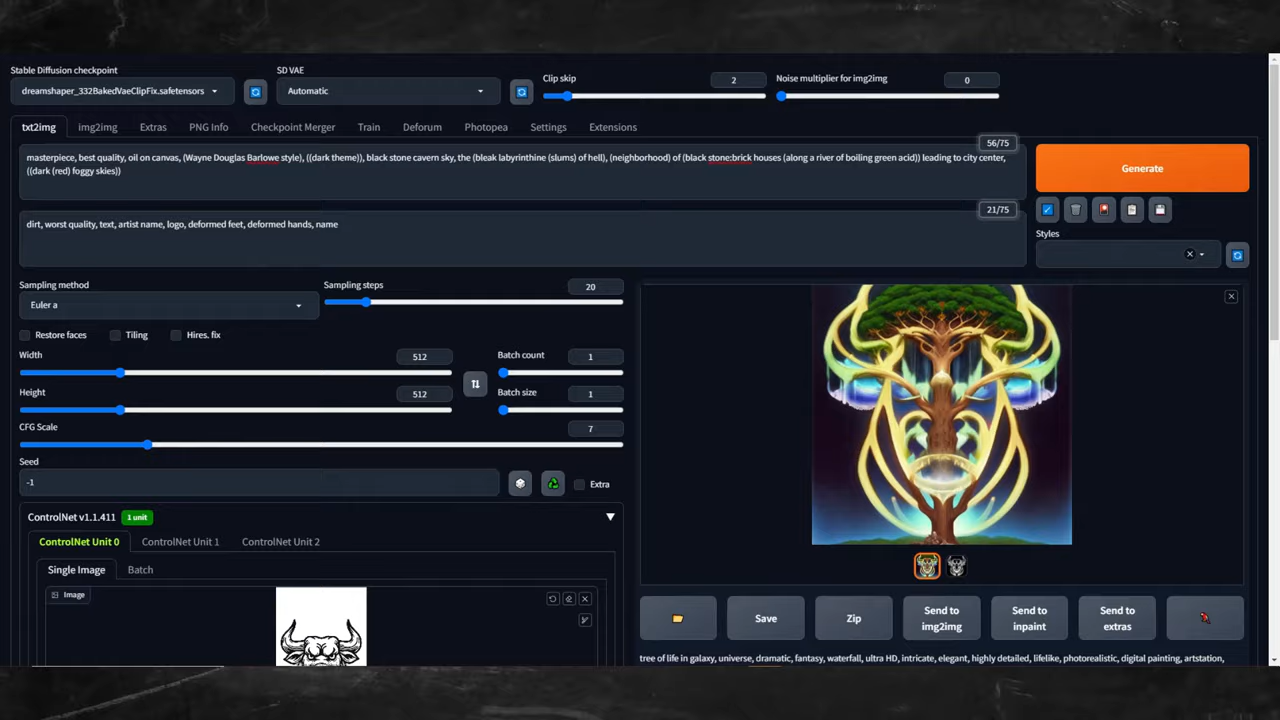 Stable Diffusion checkpoint
SD VAE
Clip skip
2
Noise multiplier for img2img
0
dreamshaper_332BakedVaeClipFix.safetensors
Automatic
txt2img
img2img
Extras
PNG Info
Checkpoint Merger
Train
Deforum
Photopea
Settings
Extensions
56/75
masterpiece, best quality, oil on canvas, (Wayne Douglas Barlowe style), ((dark theme)), black stone cavern sky, the (bleak labyrinthine (slums) of hell), (neighborhood) of (black stone:brick houses (along a river of boiling green acid)) leading to city center,
((dark (red) foggy skies))
Generate
21/75
dirt, worst quality, text, artist name, logo, deformed feet, deformed hands, name
Styles
Sampling method
Sampling steps
20
Euler a
Restore faces
Tiling
Hires. fix
Width
512
Batch count
1
Height
512
Batch size
1
CFG Scale
7
Seed
-1
Extra
ControlNet v1.1.411
1 unit
ControlNet Unit 0
ControlNet Unit 1
ControlNet Unit 2
Single Image
Batch
Image
Save
Zip
Send to
img2img
Send to
inpaint
Send to
extras
tree of life in galaxy, universe, dramatic, fantasy, waterfall, ultra HD, intricate, elegant, highly detailed, lifelike, photorealistic, digital painting, artstation,